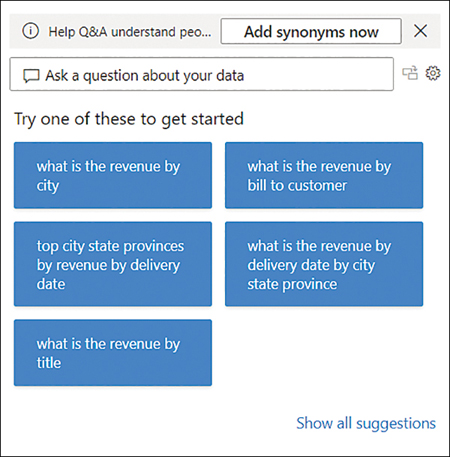 Help Q&A understand peo...
Add synonyms now
Ask a question about your data
Try one of these to get started
what is the revenue by
city
what is the revenue by
bill to customer
top city state provinces
by revenue by delivery
date
what is the revenue by
delivery date by city
state province
what is the revenue by
title
Show all suggestions